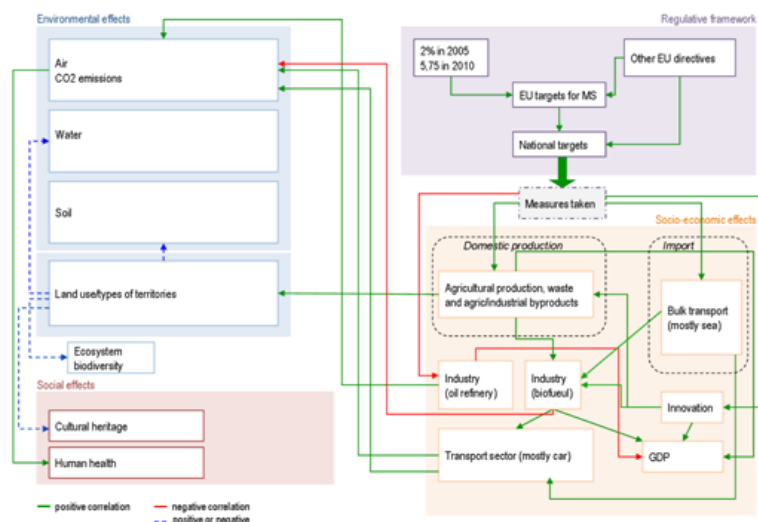 Environmental effects
Regulative framework
Air
CO2 emissions
2% in 2005
5,75 in 2010
Other EU directives
EU targets for MS
Water
National targets
Measures taken
Soil
Socio-economic effects
Domestic production
Import
Land use/types of territories
Agricultural production, waste
and agric/industrial byproducts
Bulk transport
(mostly sea)
Ecosystem
biodiversity
Industry
(oil refinery)
Industry
(biofueul)
Social effects
Innovation
Cultural heritage
Transport sector (mostly car)
GDP
Human health
positive correlation
negative correlation
positive or negative